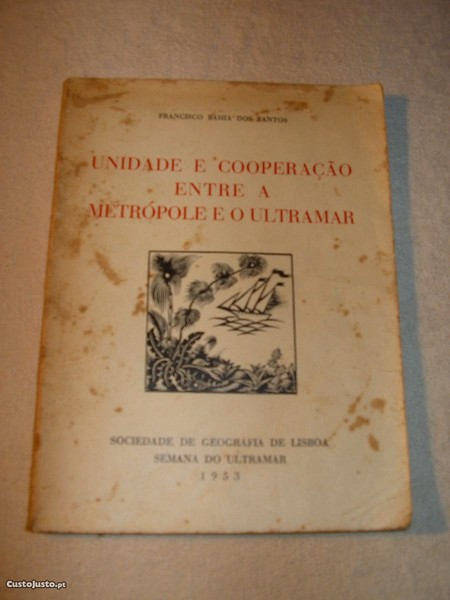 FRANCISCO BAHIA DOS SANTOS
UNIDADE E COOPERAÇÃO
ENTRE A
METRÓPOLE E O ULTRAMAR
SOCIEDADE DE GEOGRAFIA DE LISBOA
SEMANA DO ULTRAMAR
1953
CustoJusto.pt